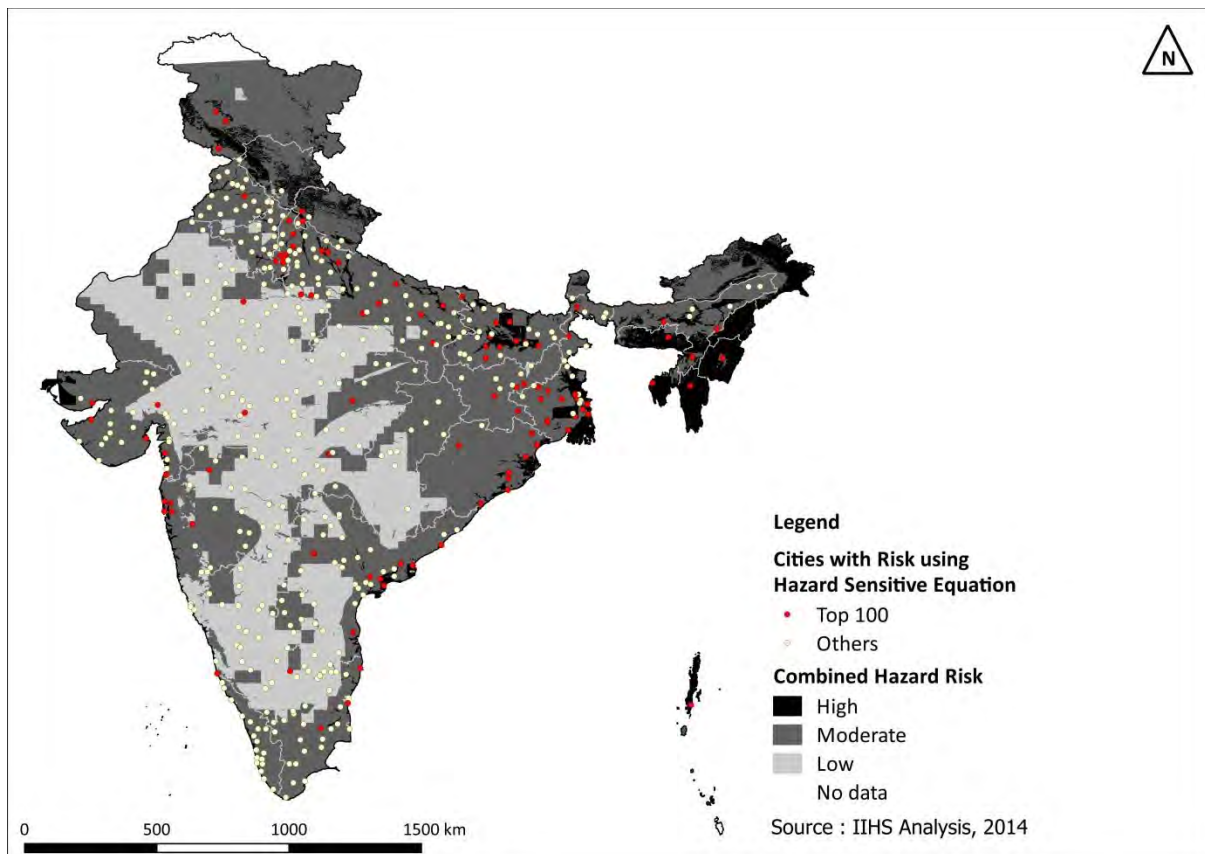 N
Legend
Cities with Risk using
Hazard Sensitive Equation
Top 100
Others
Combined Hazard Risk
High
Moderate
Low
No data
0 500 1000 1500 km
Source : IIHS Analysis, 2014